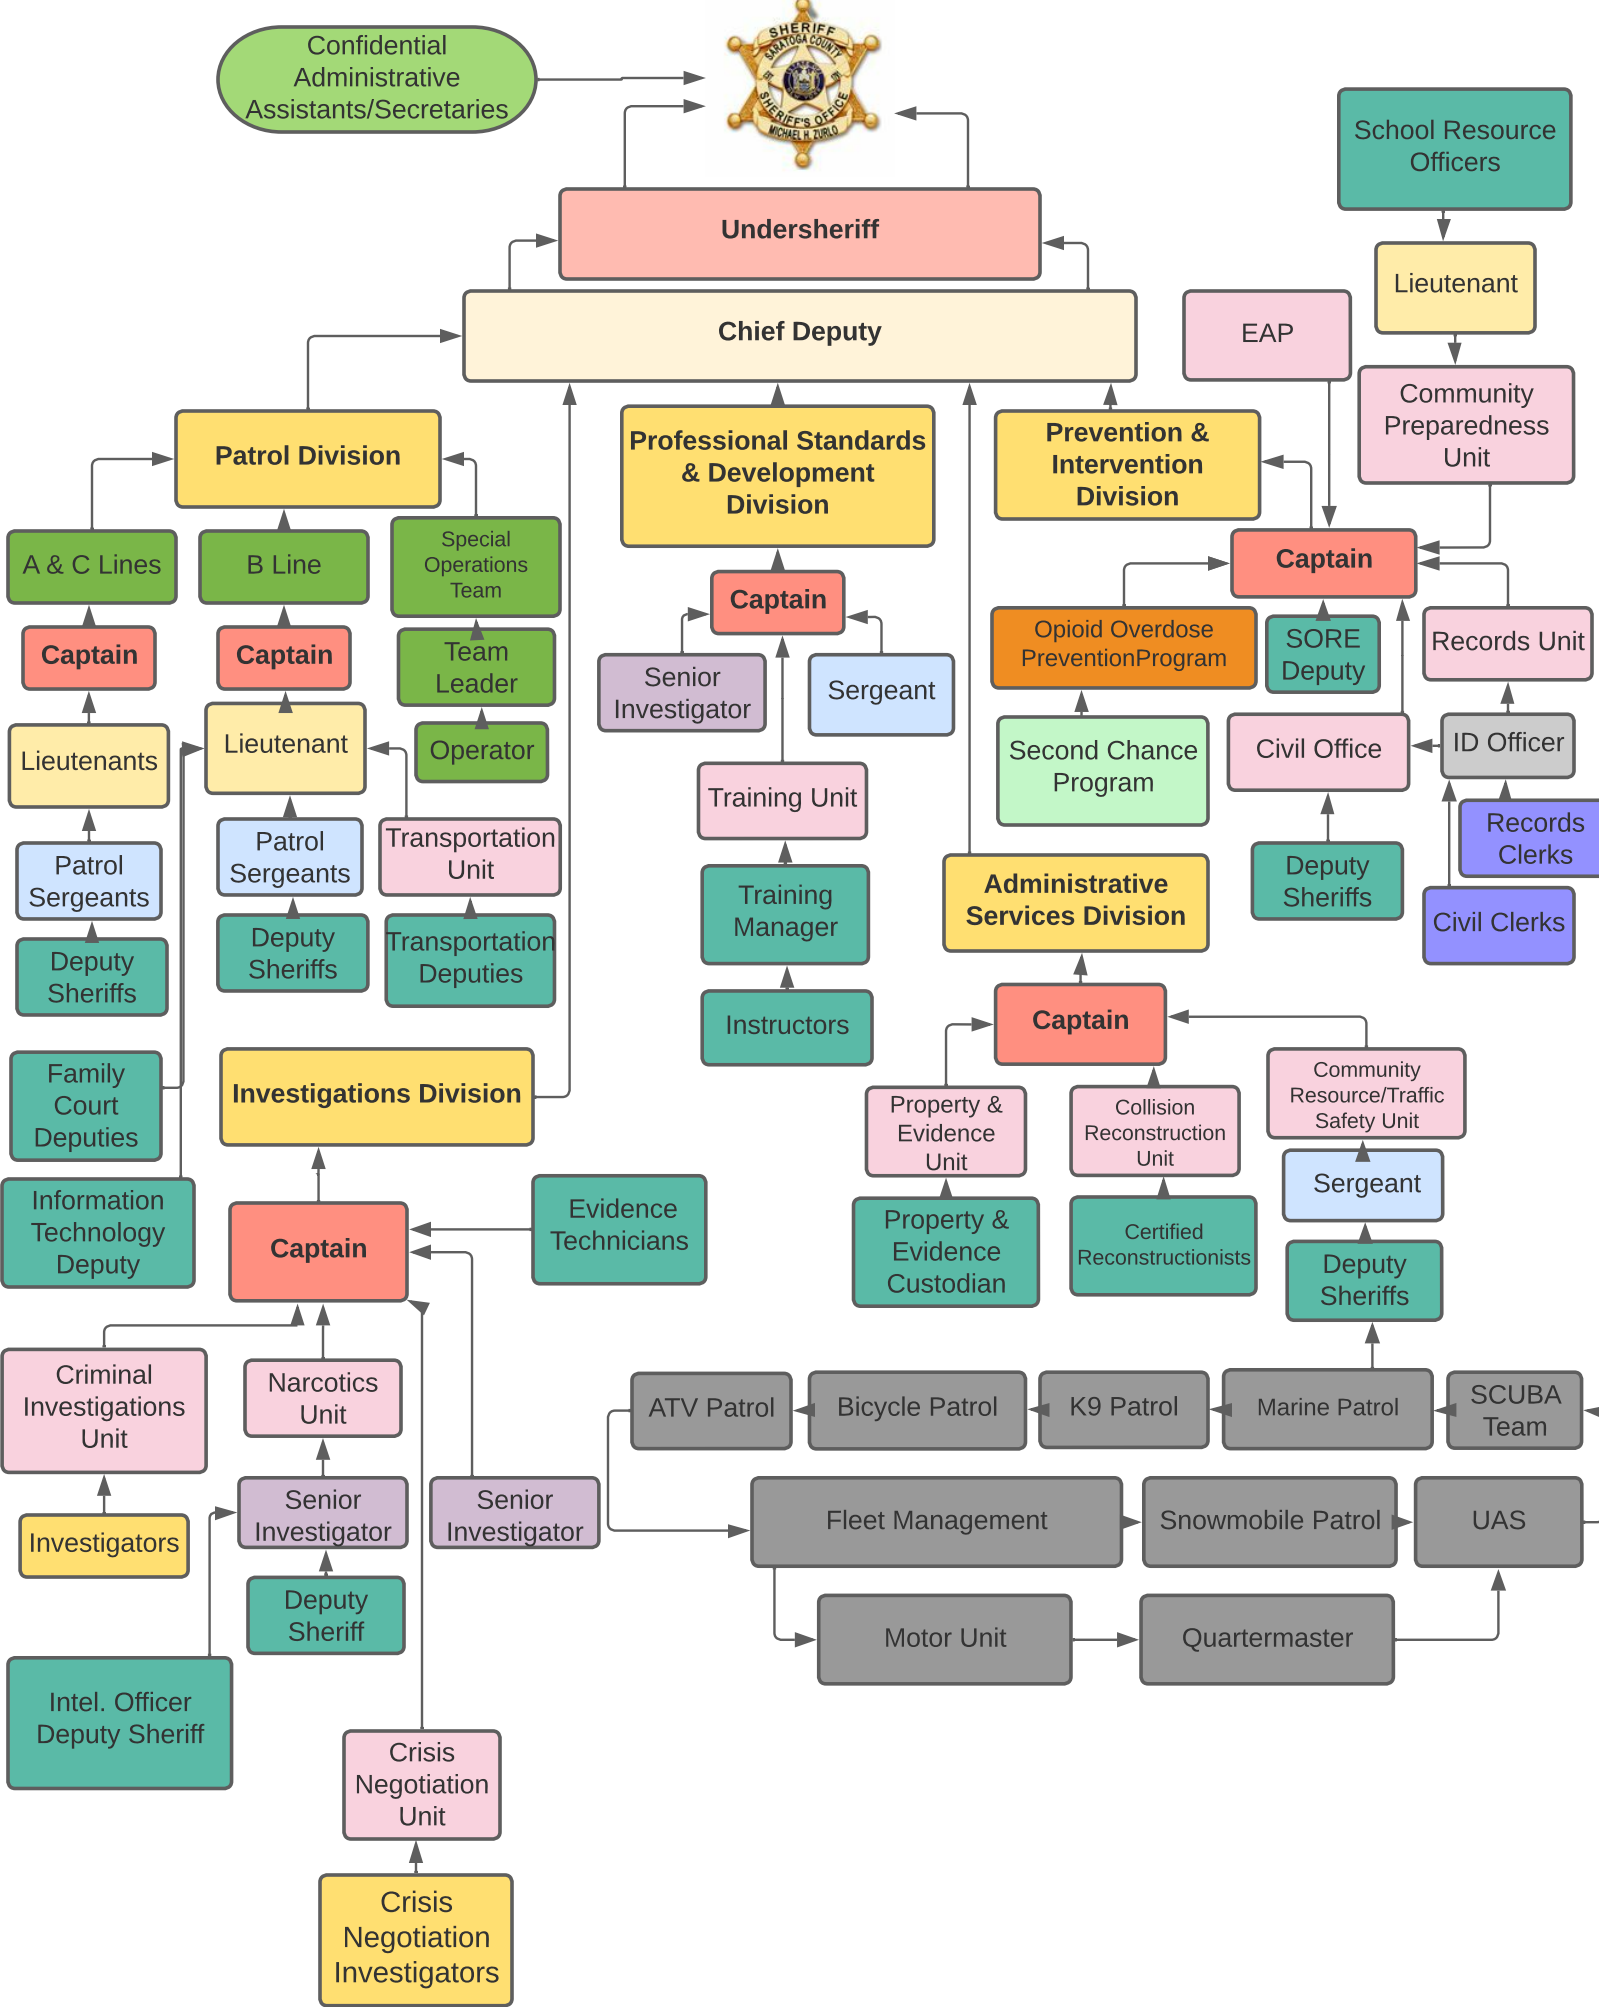 Confidential
Administrative
Assistants/Secretaries
SHERIFF
SARATOGA COUNTY
SHERIFF'S OFFICE
MICHAEL H. ZURLO
School Resource
Officers
Undersheriff
Lieutenant
Chief Deputy
EAP
Community
Preparedness
Unit
Patrol Division
Professional Standards
& Development
Division
Prevention &
Intervention
Division
A & C Lines
B Line
Special
Operations
Team
Captain
Captain
Captain
Team
Leader
Captain
Opioid Overdose
PreventionProgram
SORE
Deputy
Records Unit
Senior
Investigator
Sergeant
Lieutenants
Lieutenant
Operator
Second Chance
Program
Civil Office
ID Officer
Training Unit
Patrol
Sergeants
Patrol
Sergeants
Transportation
Unit
Records
Clerks
Training
Manager
Administrative
Services Division
Deputy
Sheriffs
Civil Clerks
Deputy
Sheriffs
Deputy
Sheriffs
Transportation
Deputies
Instructors
Captain
Family
Court
Deputies
Investigations Division
Property &
Evidence
Unit
Collision
Reconstruction
Unit
Community
Resource/Traffic
Safety Unit
Information
Technology
Deputy
Captain
Evidence
Technicians
Property &
Evidence
Custodian
Certified
Reconstructionists
Sergeant
Deputy
Sheriffs
Criminal
Investigations
Unit
Narcotics
Unit
ATV Patrol
Bicycle Patrol
K9 Patrol
Marine Patrol
SCUBA
Team
Investigators
Senior
Investigator
Senior
Investigator
Fleet Management
Snowmobile Patrol
UAS
Deputy
Sheriff
Motor Unit
Quartermaster
Intel. Officer
Deputy Sheriff
Crisis
Negotiation
Unit
Crisis
Negotiation
Investigators